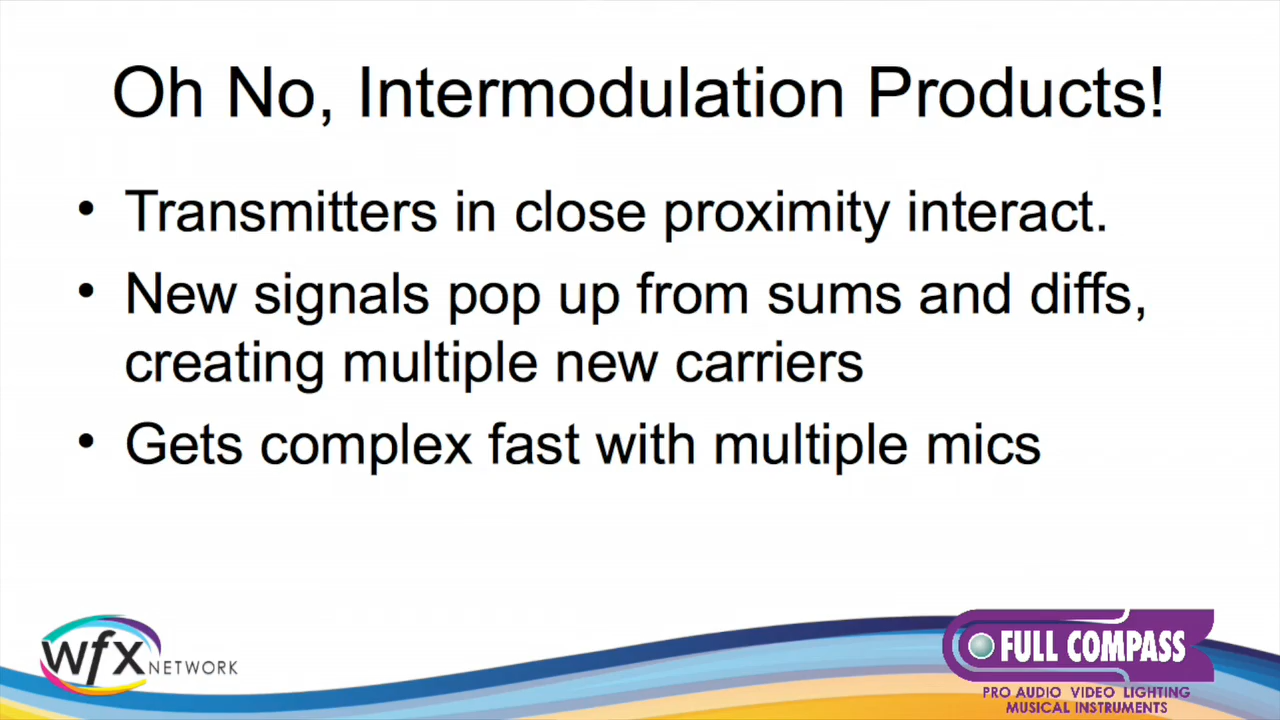 Oh No, Intermodulation Products!
• Transmitters in close proximity interact.
• New signals pop up from sums and diffs,
creating multiple new carriers
• Gets complex fast with multiple mics
wfx NETWORK
FULL COMPASS
PRO AUDIO VIDEO LIGHTING
MUSICAL INSTRUMENTS